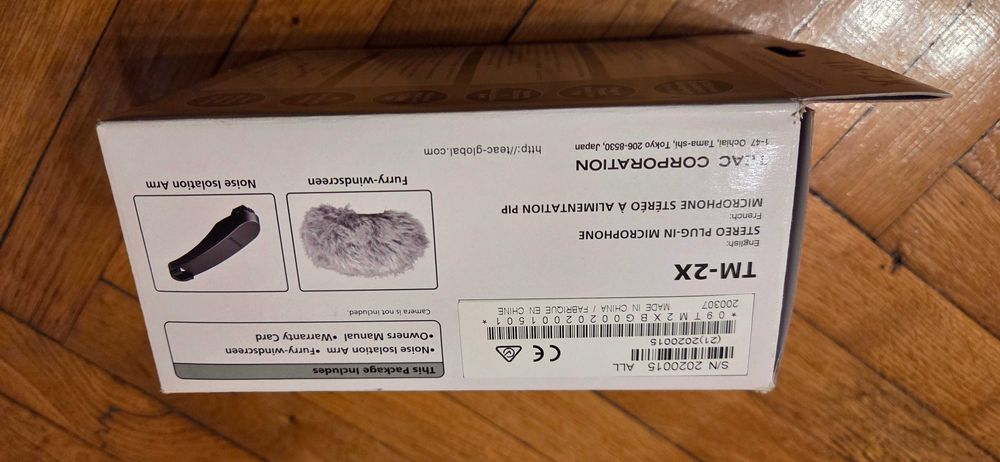 S/N 2020015 ALL
(21)2020015
*09TM2XBG00202001501*
MADE IN CHINA / FABRIQUE EN CHINE
200307
TM-2X
English:
STEREO PLUG-IN MICROPHONE
French:
MICROPHONE STÉRÉO À ALIMENTATION PIP
TEAC CORPORATION
1-47 Ochiai, Tama-shi, Tokyo 206-8530, Japan
http://teac-global.com
This Package Includes
•Noise Isolation Arm •Furry-windscreen
•Owners Manual •Warranty Card
Camera is not included.
Furry-windscreen
Noise Isolation Arm